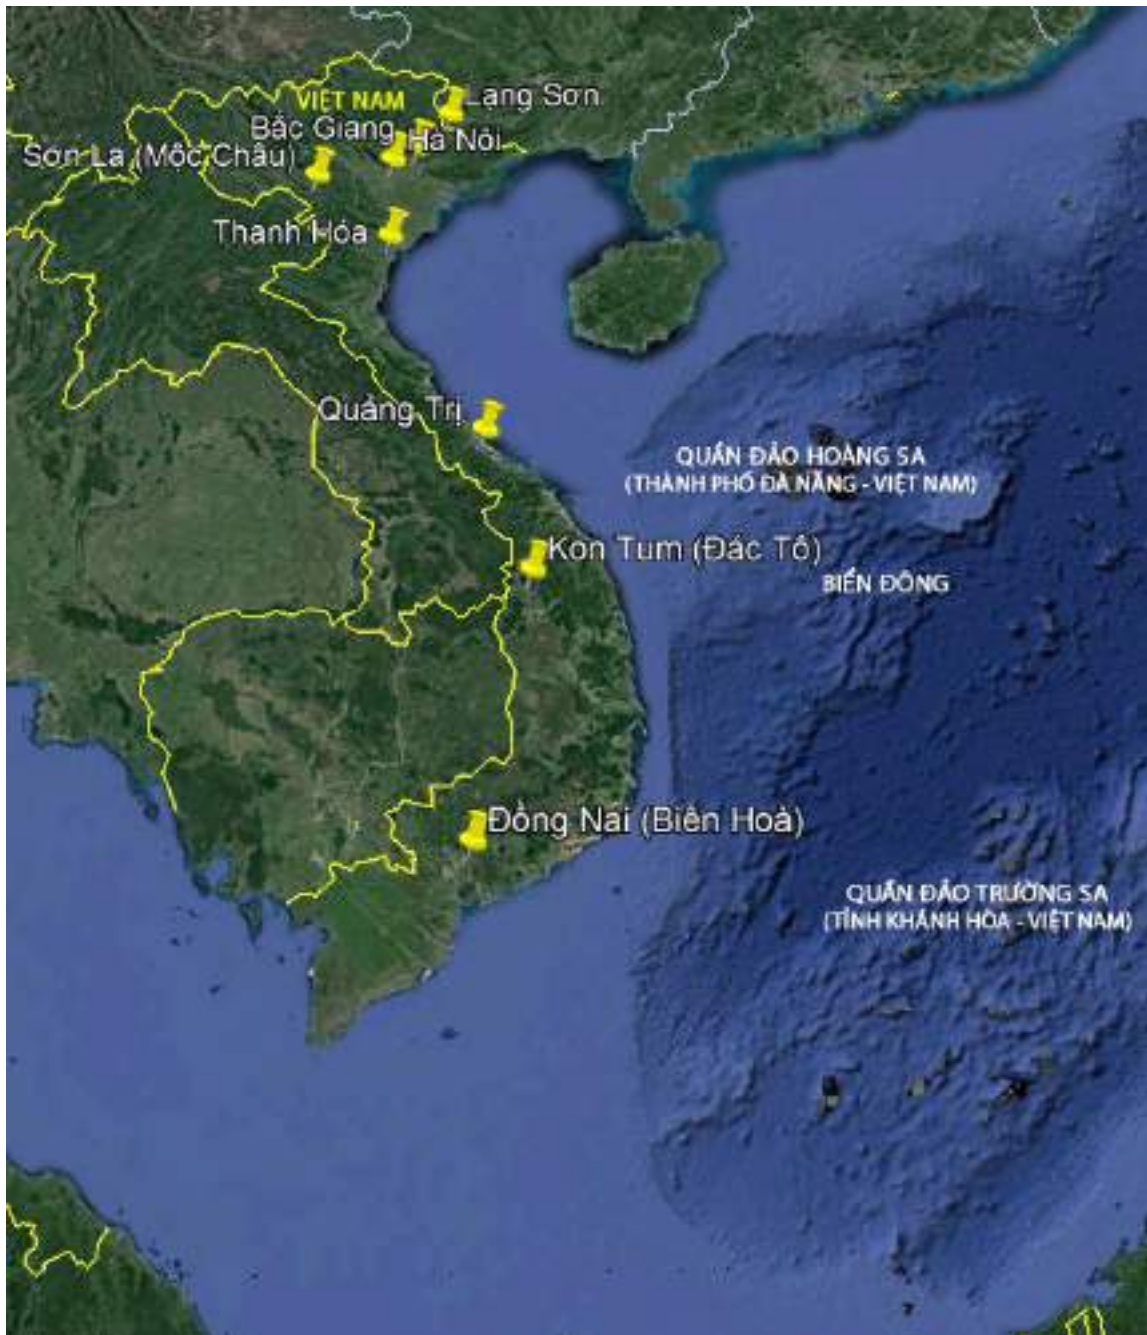 Lạng Sơn
VIỆT NAM
Bắc Giang
Hà Nội
Sơn La (Mộc Châu)
Thanh Hóa
Quảng Trị
QUẦN ĐẢO HOÀNG SA
(THÀNH PHỐ ĐÀ NẴNG - VIỆT NAM)
Kon Tum (Đác Tô)
BIỂN ĐÔNG
Đồng Nai (Biên Hoà)
QUẦN ĐẢO TRƯỜNG SA
(TỈNH KHÁNH HÒA - VIỆT NAM)